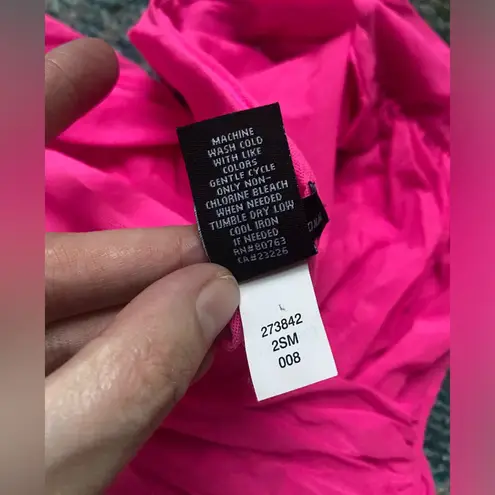 MACHINE
WASH COLD
WITH LIKE
COLORS
GENTLE CYCLE
ONLY NON-
CHLORINE BLEACH
WHEN NEEDED
TUMBLE DRY LOW
COOL IRON
IF NEEDED
RN#80763
CA#23226
273842
2SM
008